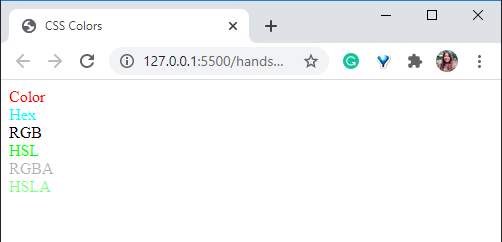 CSS Colors
127.0.0.1:5500/hands...
Color
Hex
RGB
HSL
RGBA
HSLA